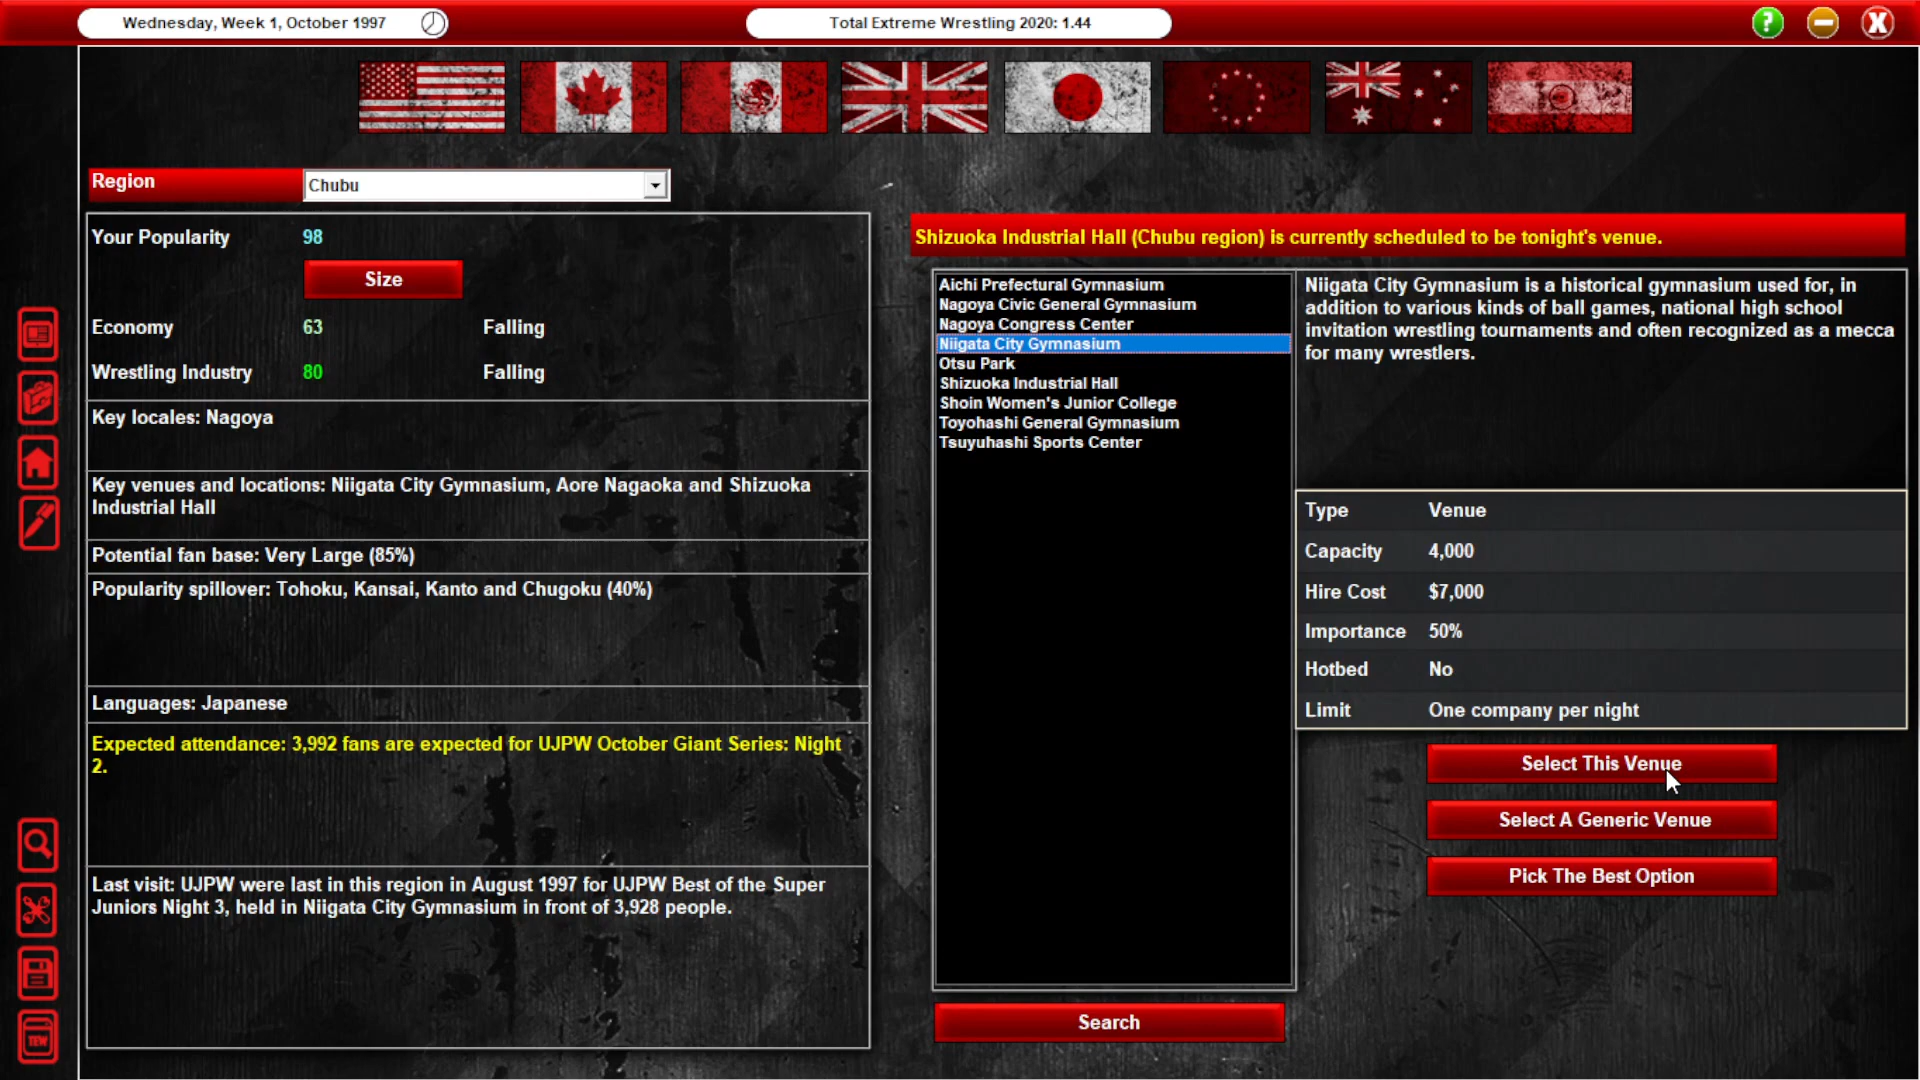 Wednesday, Week 1, October 1997
Total Extreme Wrestling 2020: 1.44
?
X
Region
Chubu
Your Popularity 98
Size
Economy 63 Falling
Wrestling Industry 80 Falling
Key locales: Nagoya
Key venues and locations: Niigata City Gymnasium, Aore Nagaoka and Shizuoka
Industrial Hall
Potential fan base: Very Large (85%)
Popularity spillover: Tohoku, Kansai, Kanto and Chugoku (40%)
Languages: Japanese
Expected attendance: 3,992 fans are expected for UJPW October Giant Series: Night
2.
Last visit: UJPW were last in this region in August 1997 for UJPW Best of the Super
Juniors Night 3, held in Niigata City Gymnasium in front of 3,928 people.
Shizuoka Industrial Hall (Chubu region) is currently scheduled to be tonight's venue.
Aichi Prefectural Gymnasium
Nagoya Civic General Gymnasium
Nagoya Congress Center
Niigata City Gymnasium
Otsu Park
Shizuoka Industrial Hall
Shoin Women's Junior College
Toyohashi General Gymnasium
Tsuyuhashi Sports Center
Search
Niigata City Gymnasium is a historical gymnasium used for, in
addition to various kinds of ball games, national high school
invitation wrestling tournaments and often recognized as a mecca
for many wrestlers.
Type Venue
Capacity 4,000
Hire Cost $7,000
Importance 50%
Hotbed No
Limit One company per night
Select This Venue
Select A Generic Venue
Pick The Best Option
TEW